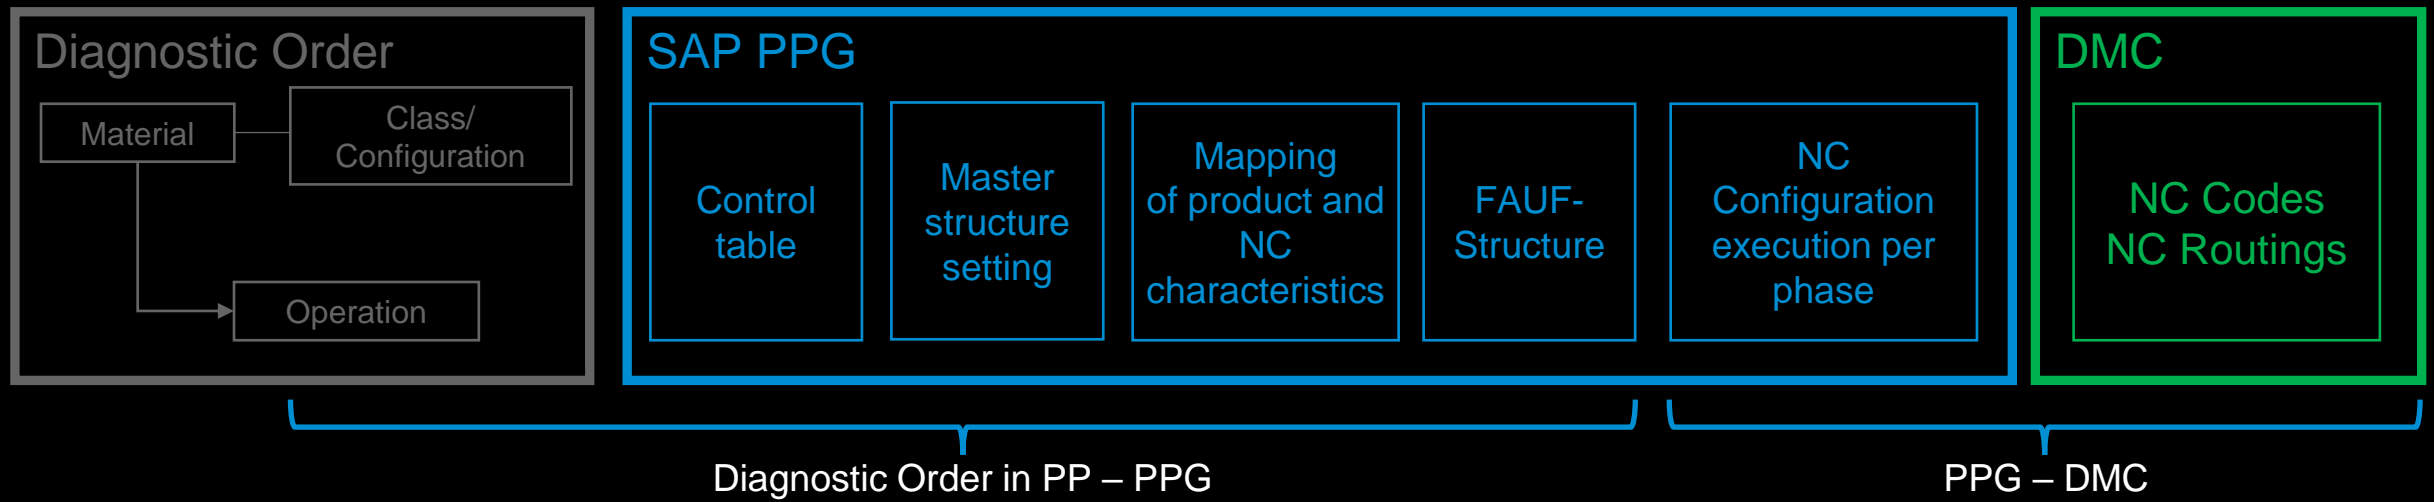 Diagnostic Order
Material
Class/
Configuration
Operation
SAP PPG
Control
table
Master
structure
setting
Mapping
of product and
NC
characteristics
FAUF-
Structure
NC
Configuration
execution per
phase
DMC
NC Codes
NC Routings
Diagnostic Order in PP – PPG
PPG – DMC